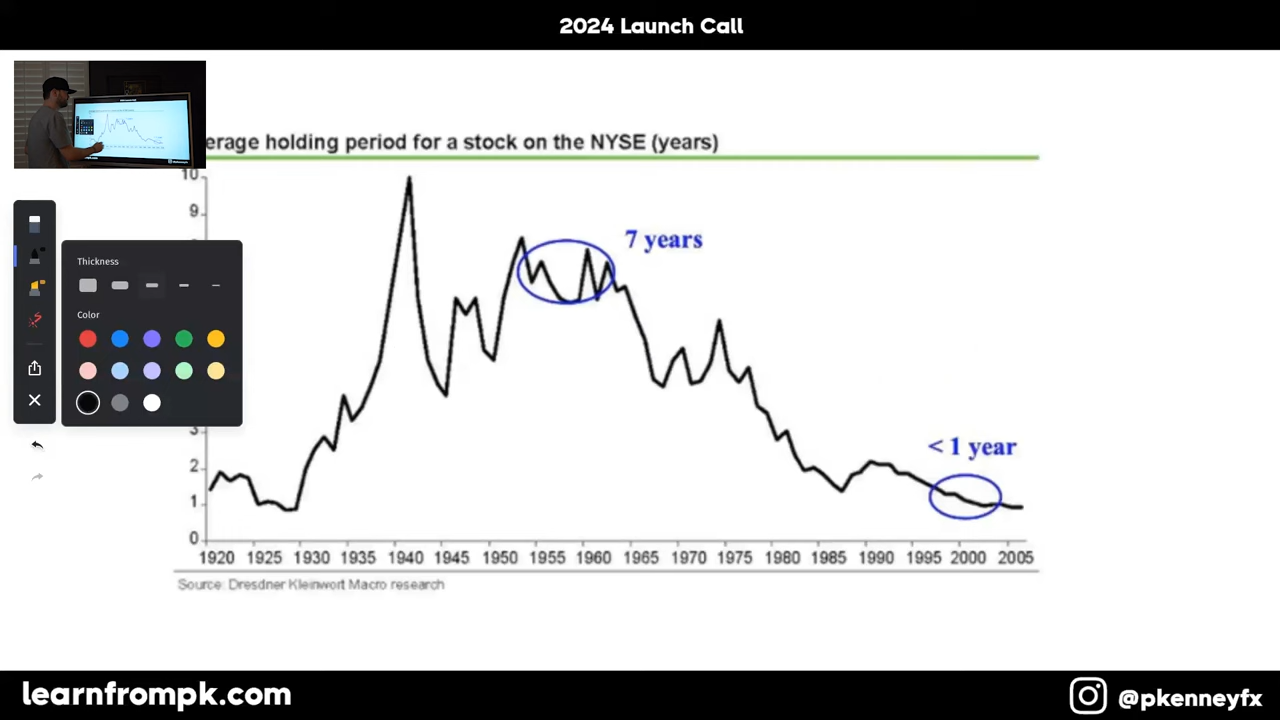 2024 Launch Call
erage holding period for a stock on the NYSE (years)
10
9
7 years
Thickness
Color
3
2
1
0
< 1 year
1920 1925 1930 1935 1940 1945 1950 1955 1960 1965 1970 1975 1980 1985 1990 1995 2000 2005
Source: Dresdner Kleinwort Macro research
learnfrompk.com
@pkenneyfx